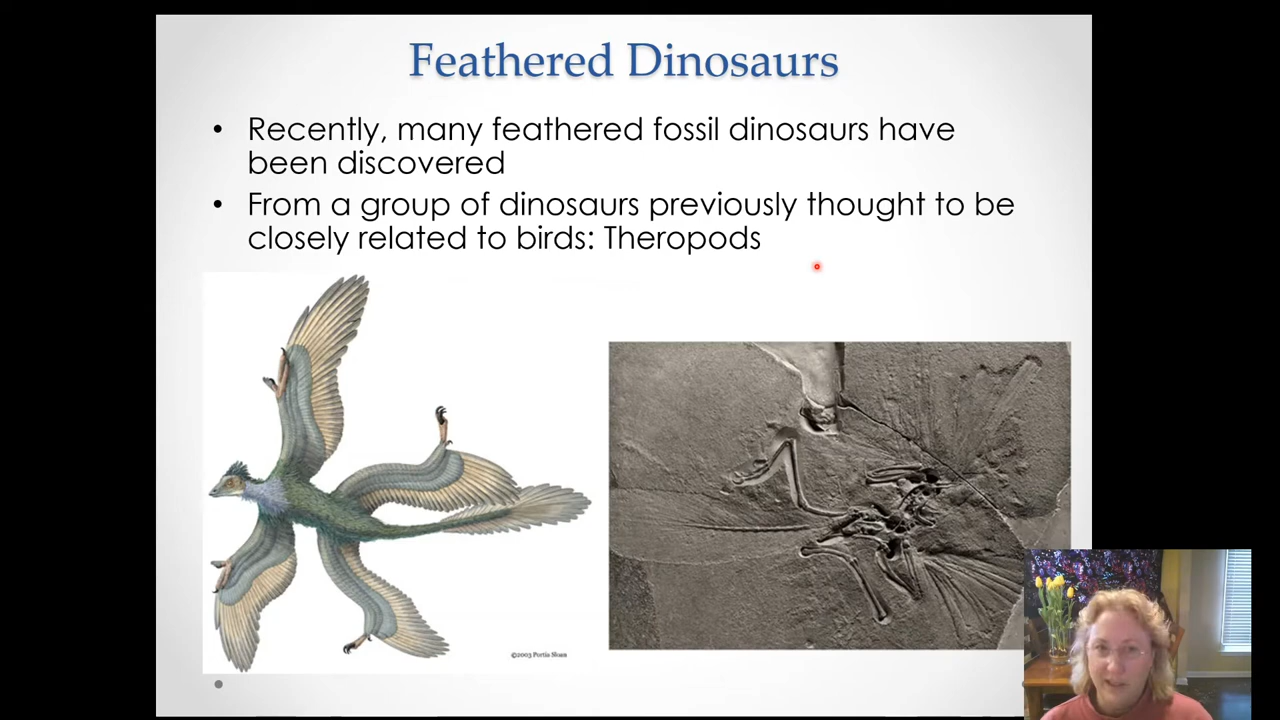 Feathered Dinosaurs
• Recently, many feathered fossil dinosaurs have
been discovered
• From a group of dinosaurs previously thought to be
closely related to birds: Theropods
©2003 Portia Sloan